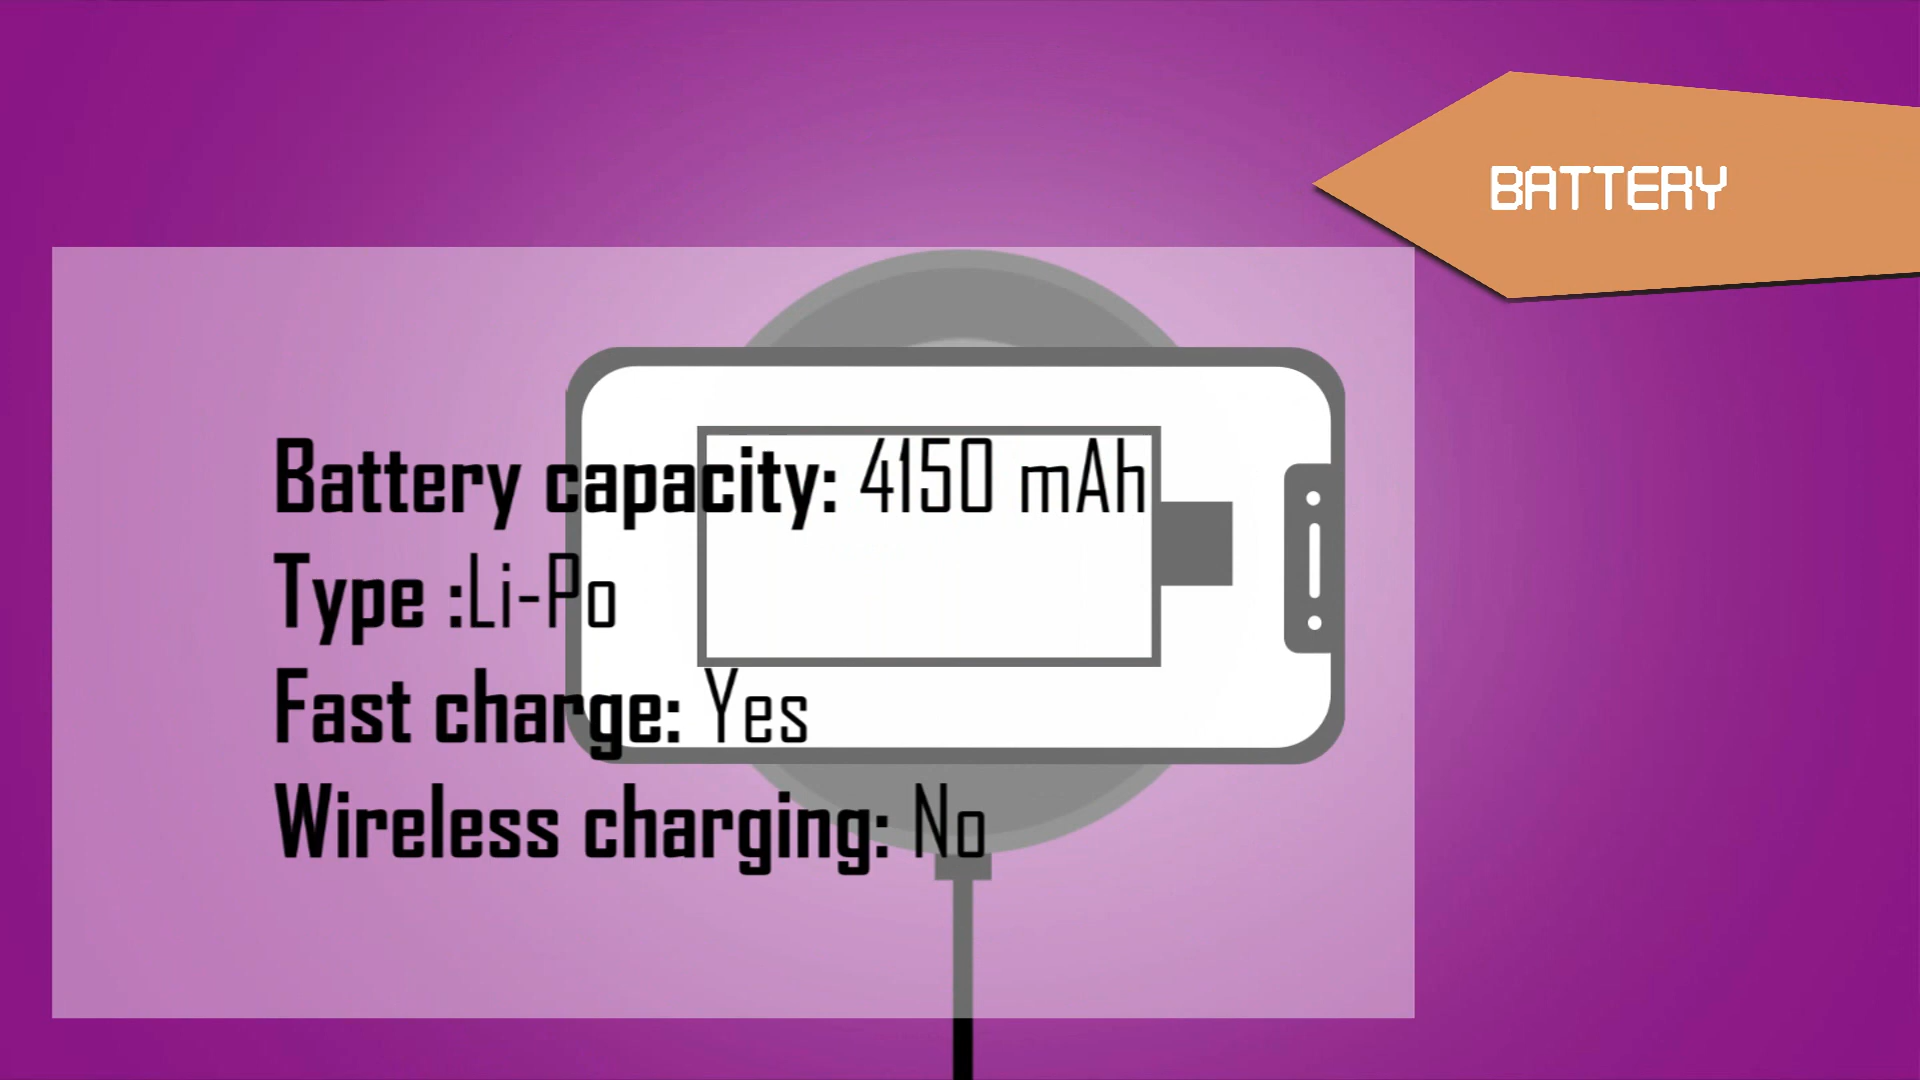 BATTERY
Battery capacity: 4150 mAh
Type :Li-Po
Fast charge: Yes
Wireless charging: No